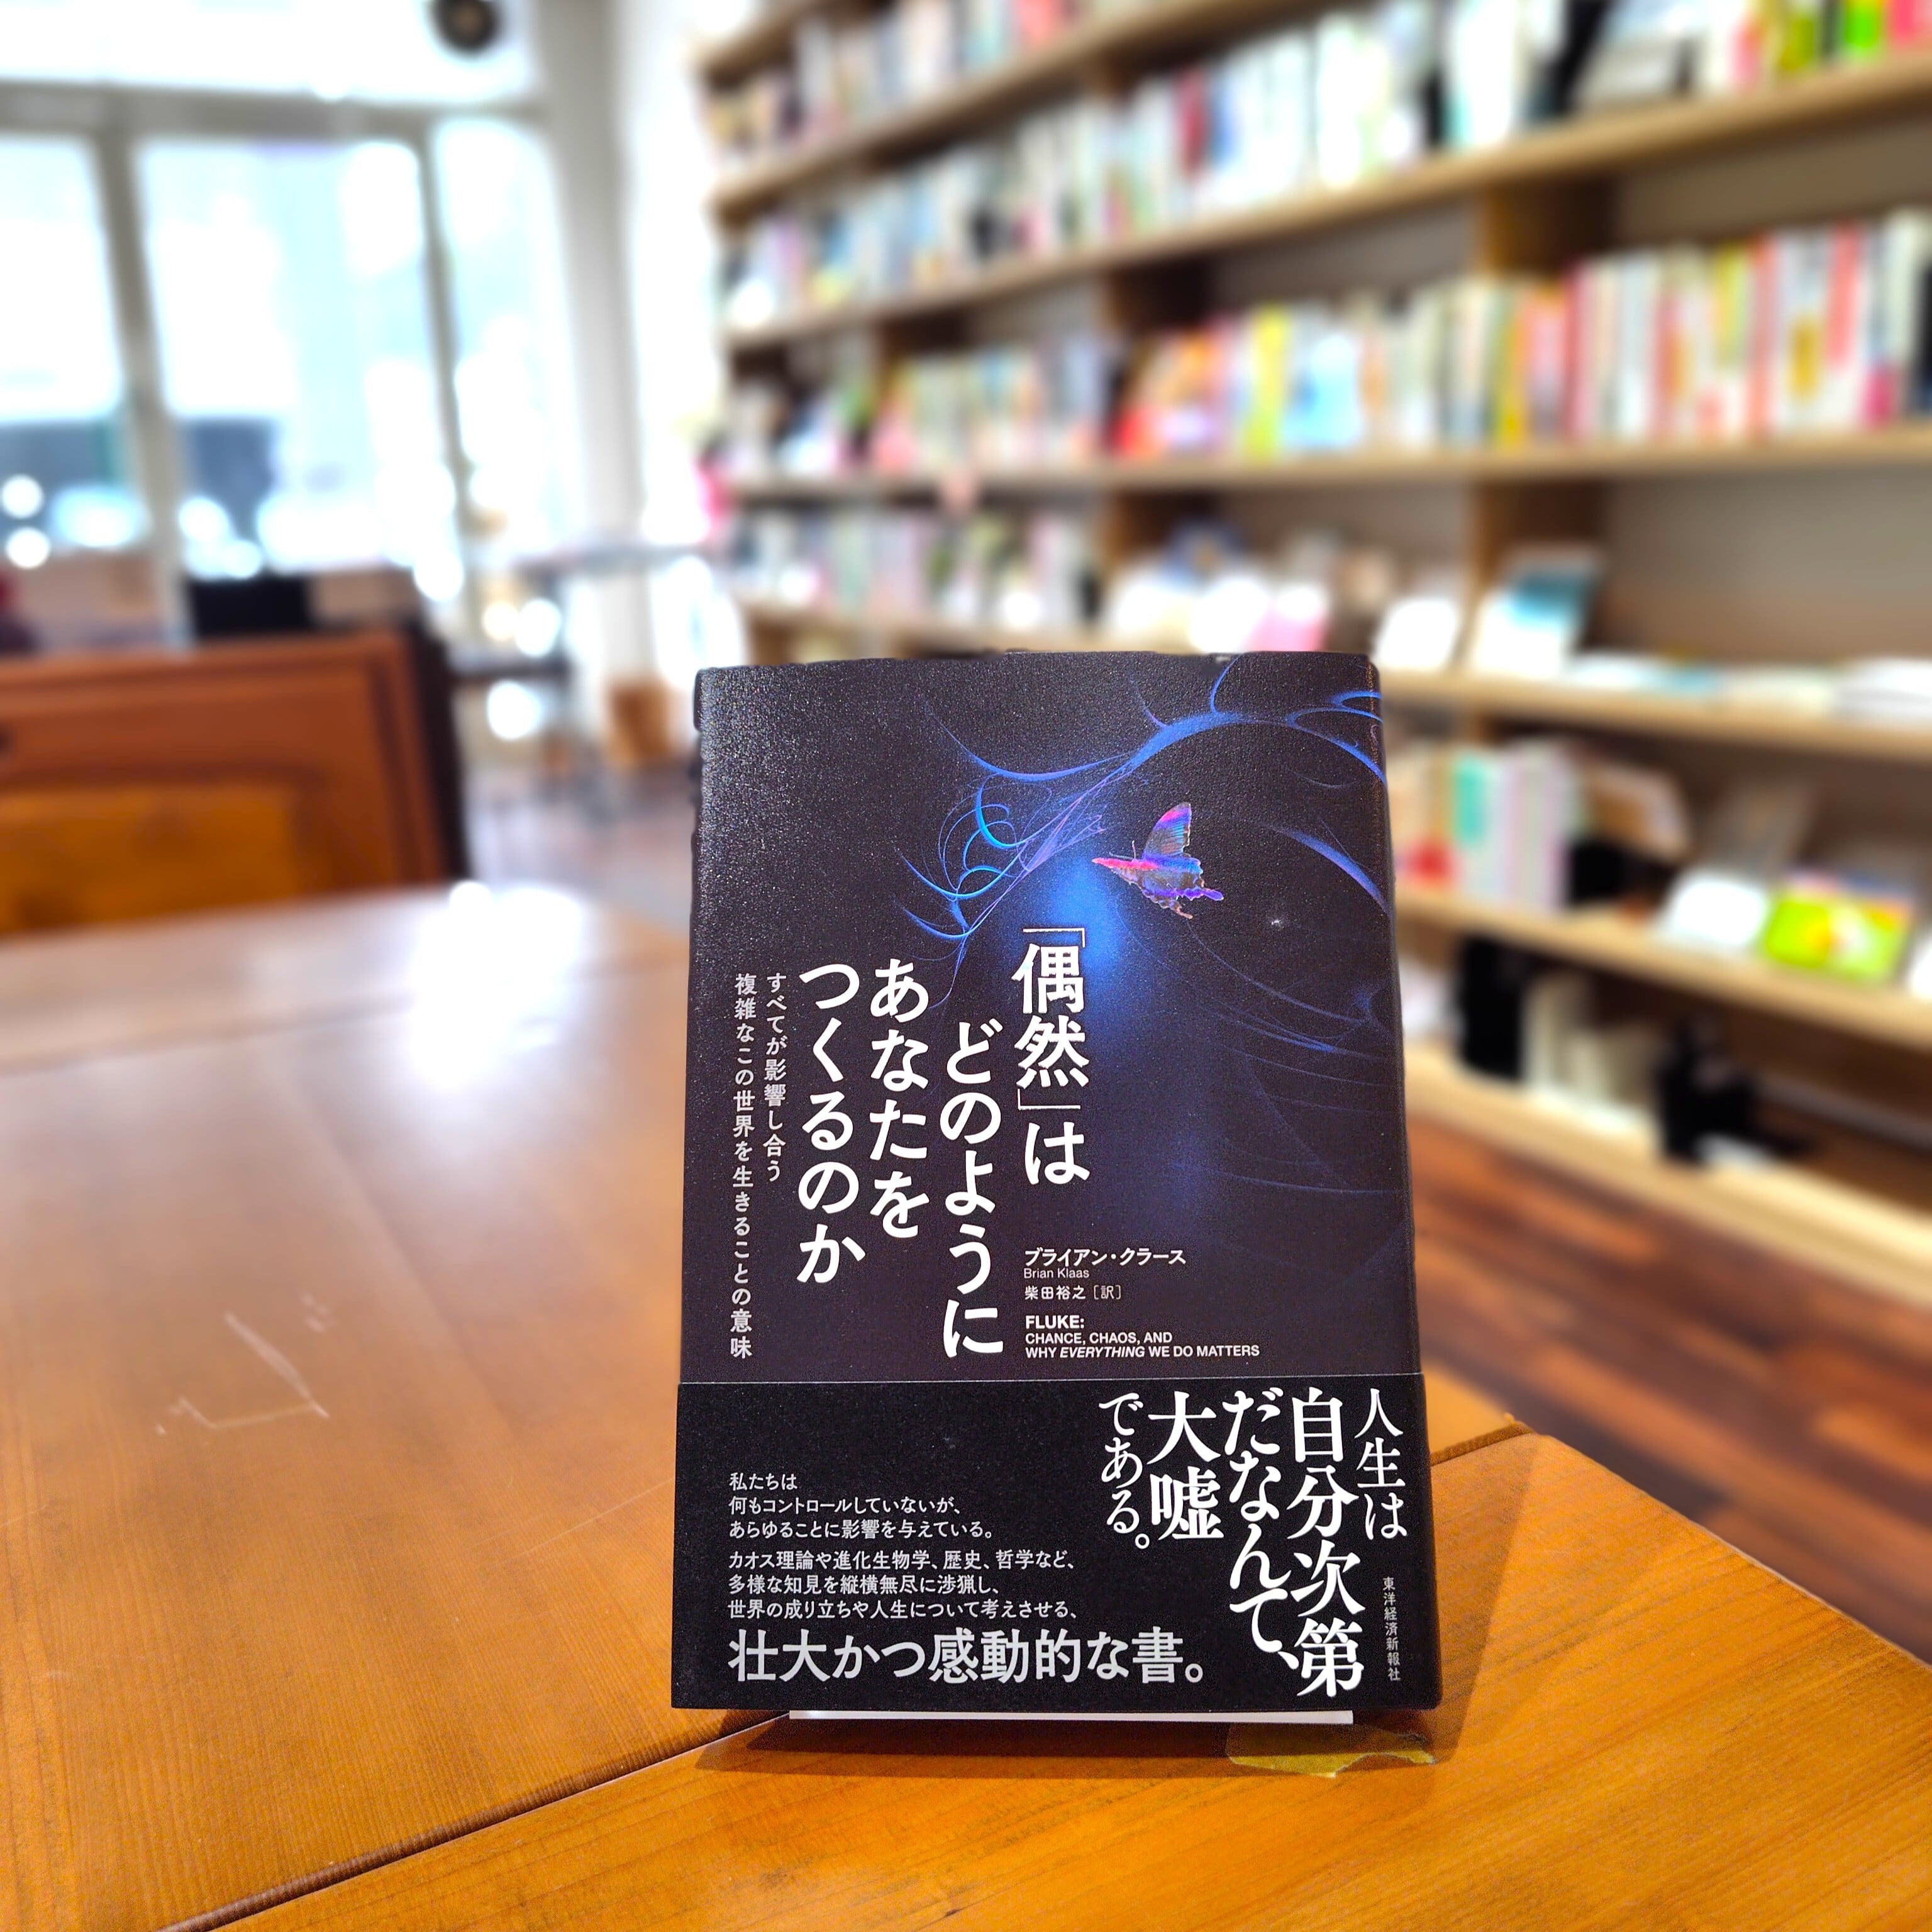 「偶然」は
どのように
あなたを
つくるのか
すべてが影響し合う
複雑なこの世界を生きることの意味
ブライアン・クラース
Brian Klaas
柴田裕之［訳］
FLUKE:
CHANCE, CHAOS, AND
WHY EVERYTHING WE DO MATTERS
人生は
自分次第
だなんて、
大嘘
である。
私たちは
何もコントロールしていないが、
あらゆることに影響を与えている。
カオス理論や進化生物学、歴史、哲学など、
多様な知見を縦横無尽に渉猟し、
世界の成り立ちや人生について考えさせる、
壮大かつ感動的な書。
東洋経済新報社